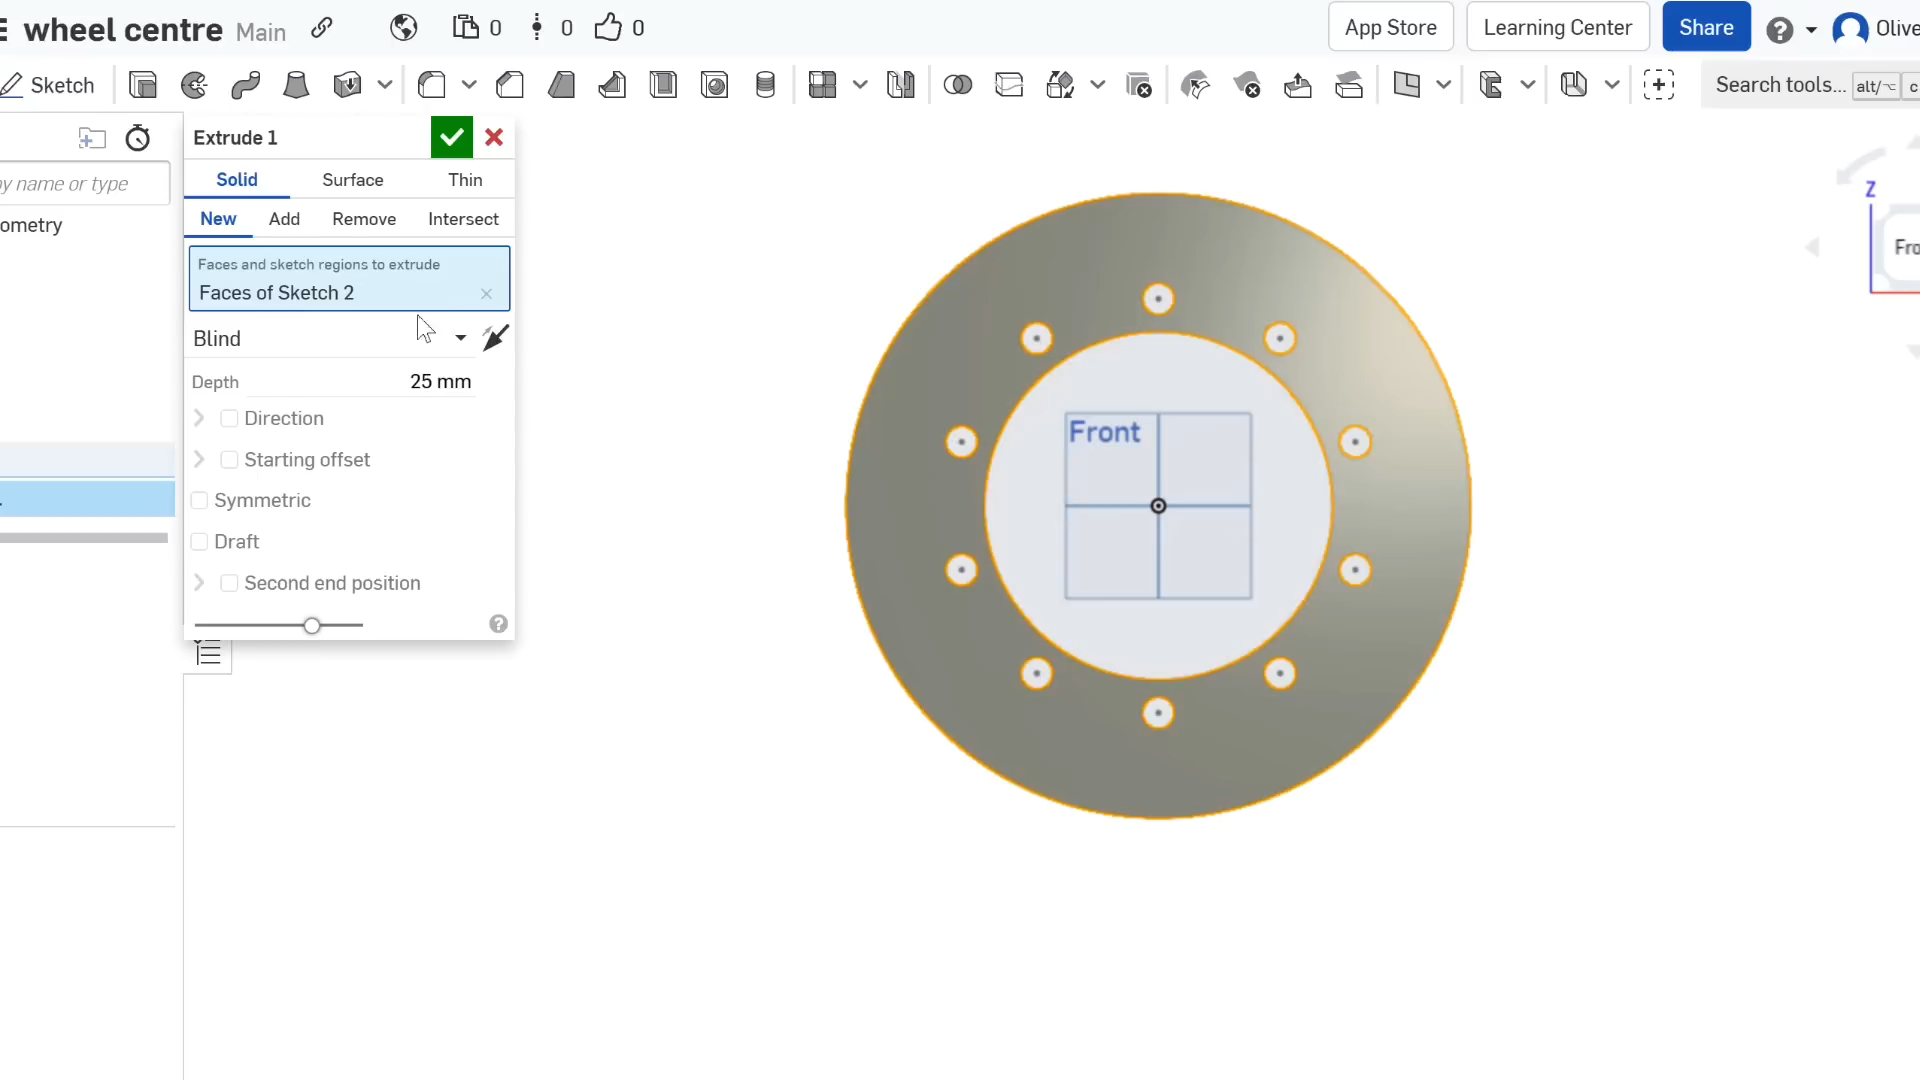 wheel centre Main 0 0 0 App Store Learning Center Share
Sketch Search tools... alt/⌥ c
Extrude 1
Solid Surface Thin
by name or type
New Add Remove Intersect
Z
Fro
Faces and sketch regions to extrude
Faces of Sketch 2
Blind
Depth 25 mm
Direction
Front
Starting offset
Symmetric
Draft
Second end position